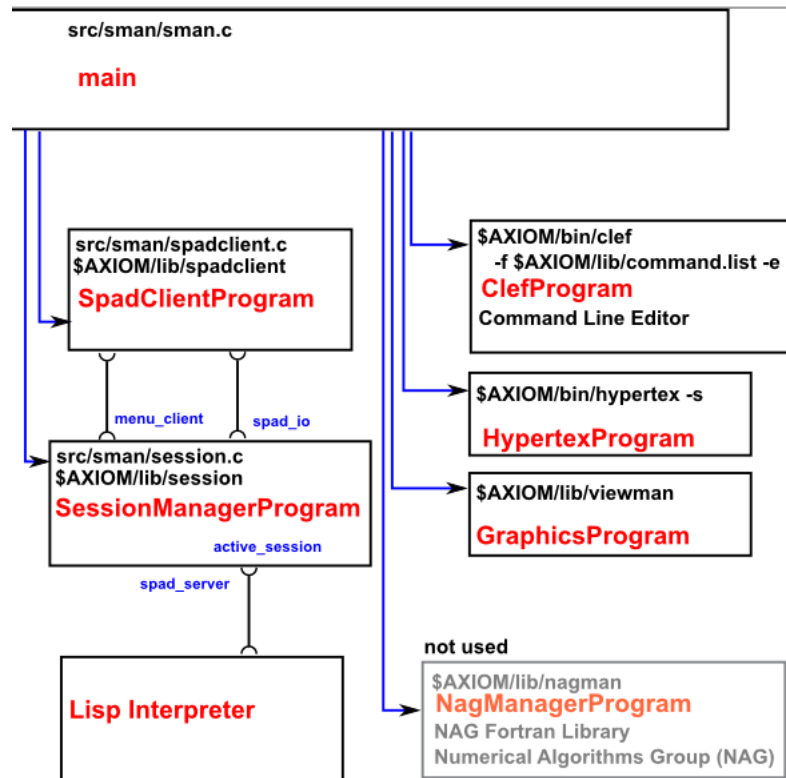 src/sman/sman.c
main
src/sman/spadclient.c
$AXIOM/lib/spadclient
SpadClientProgram
menu_client
spad_io
src/sman/session.c
$AXIOM/lib/session
SessionManagerProgram
active_session
spad_server
Lisp Interpreter
$AXIOM/bin/clef
-f $AXIOM/lib/command.list -e
ClefProgram
Command Line Editor
$AXIOM/bin/hypertex -s
HypertexProgram
$AXIOM/lib/viewman
GraphicsProgram
not used
$AXIOM/lib/nagman
NagManagerProgram
NAG Fortran Library
Numerical Algorithms Group (NAG)